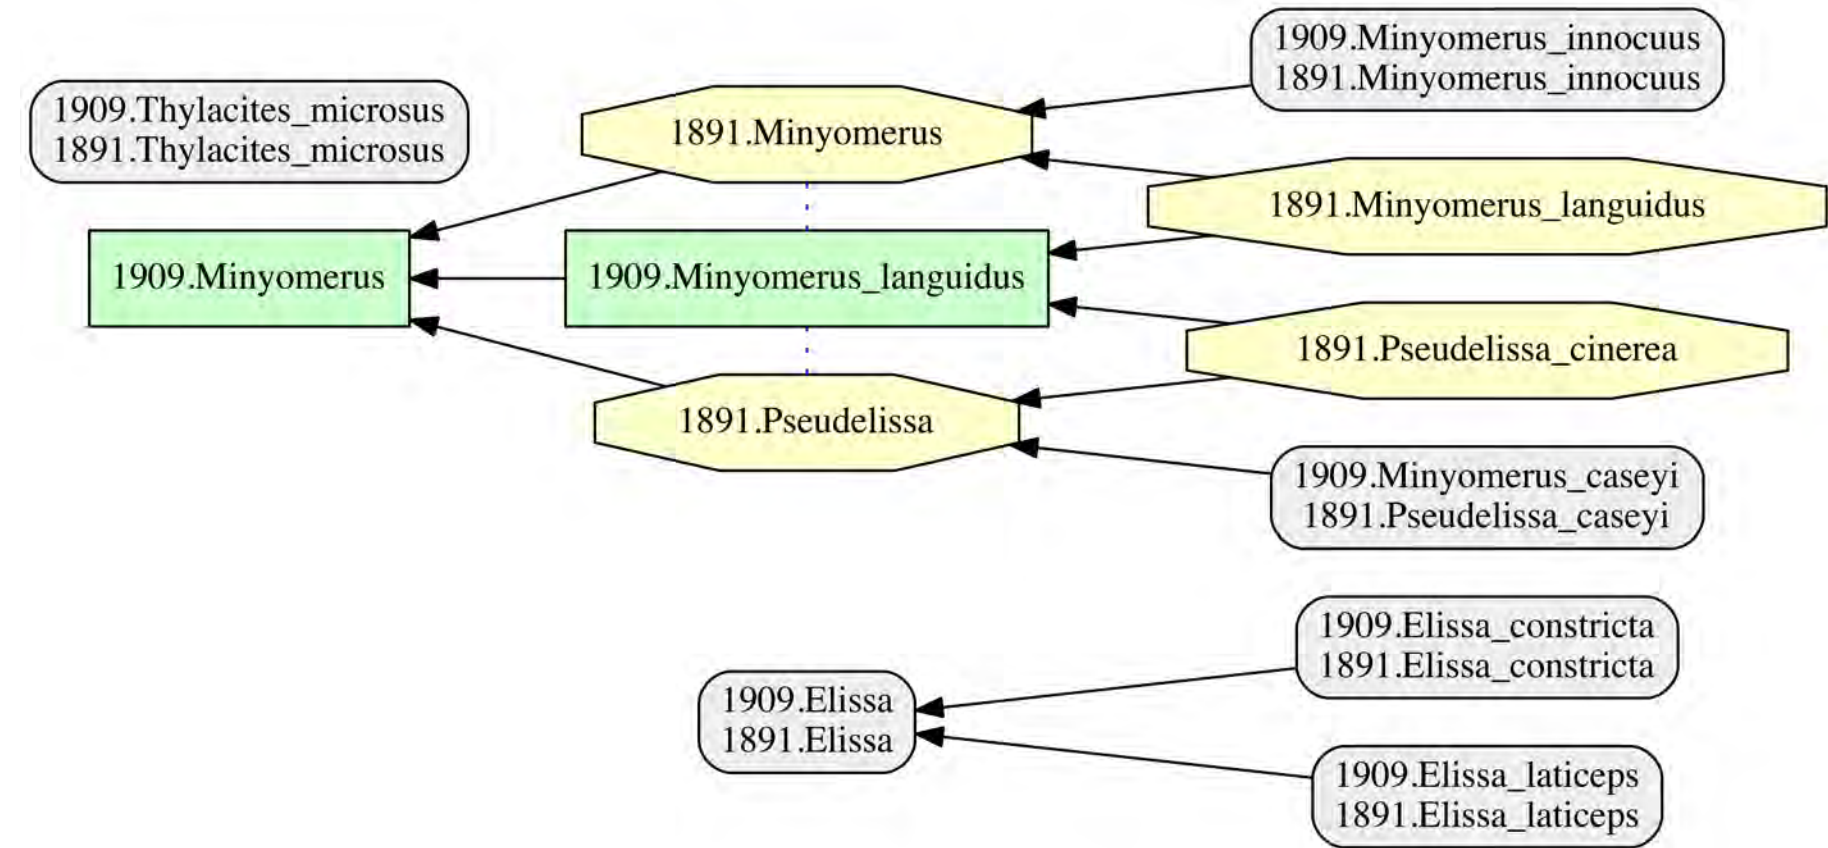 1909.Thylacites_microsus
1891.Thylacites_microsus
1909.Minyomerus
1891.Minyomerus
1909.Minyomerus_languidus
1891.Pseudelissa
1909.Elissa
1891.Elissa
1909.Minyomerus_innocuus
1891.Minyomerus_innocuus
1891.Minyomerus_languidus
1891.Pseudelissa_cinerea
1909.Minyomerus_caseyi
1891.Pseudelissa_caseyi
1909.Elissa_constricta
1891.Elissa_constricta
1909.Elissa_laticeps
1891.Elissa_laticeps